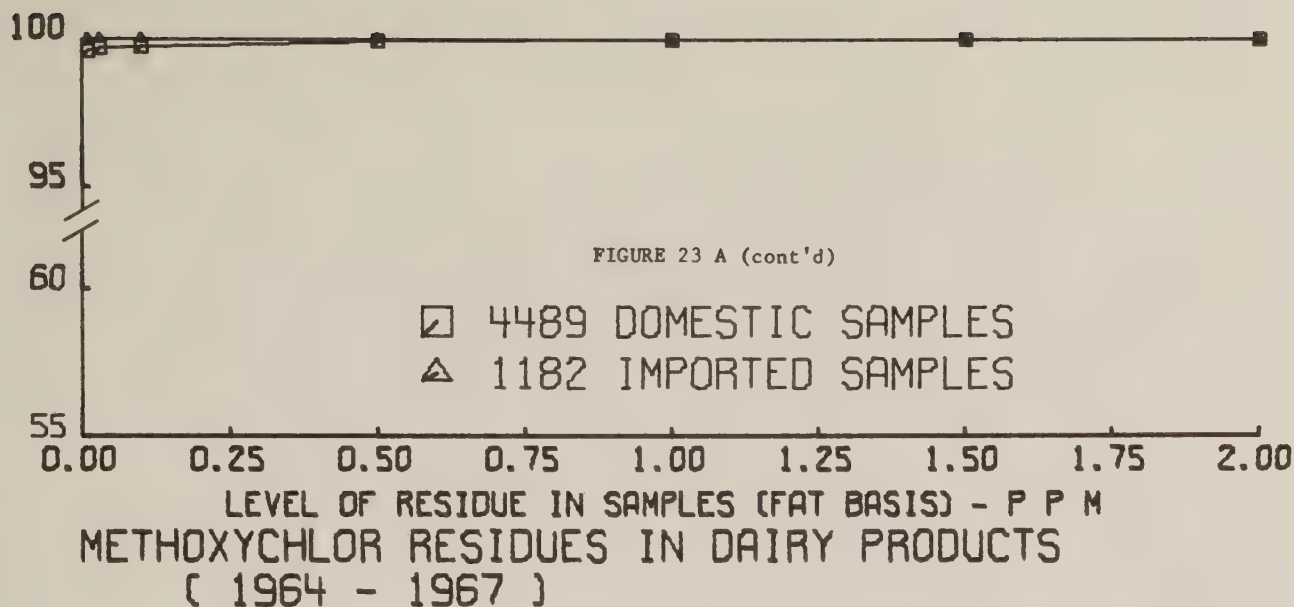 100
95
60
55
FIGURE 23 A (cont'd)
4489 DOMESTIC SAMPLES
1182 IMPORTED SAMPLES
0.00 0.25 0.50 0.75 1.00 1.25 1.50 1.75 2.00
LEVEL OF RESIDUE IN SAMPLES (FAT BASIS) - P P M
METHOXYCHLOR RESIDUES IN DAIRY PRODUCTS
( 1964 - 1967 )